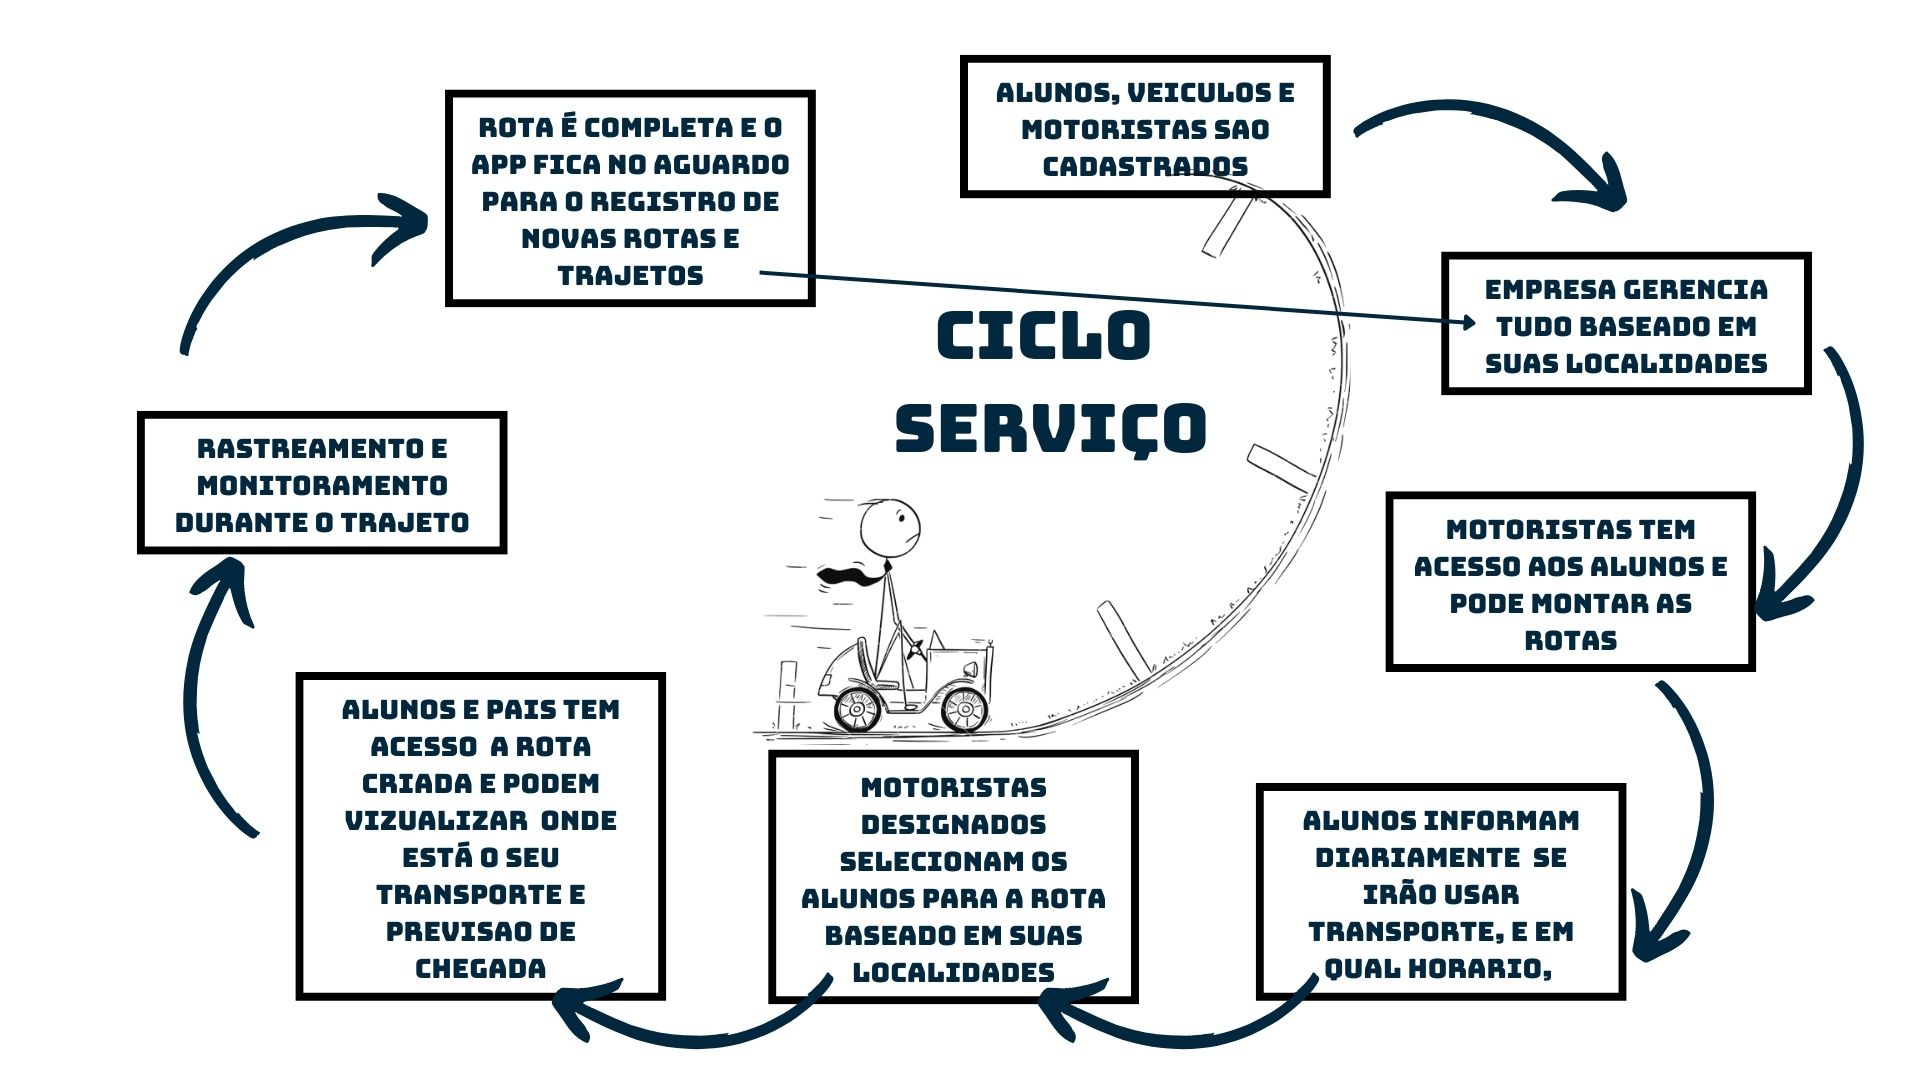 ALUNOS, VEICULOS E
MOTORISTAS SAO
CADASTRADOS
EMPRESA GERENCIA
TUDO BASEADO EM
SUAS LOCALIDADES
MOTORISTAS TEM
ACESSO AOS ALUNOS E
PODE MONTAR AS
ROTAS
ALUNOS INFORMAM
DIARIAMENTE SE
IRÃO USAR
TRANSPORTE, E EM
QUAL HORARIO,
MOTORISTAS
DESIGNADOS
SELECIONAM OS
ALUNOS PARA A ROTA
BASEADO EM SUAS
LOCALIDADES
ALUNOS E PAIS TEM
ACESSO A ROTA
CRIADA E PODEM
VIZUALIZAR ONDE
ESTÁ O SEU
TRANSPORTE E
PREVISAO DE
CHEGADA
RASTREAMENTO E
MONITORAMENTO
DURANTE O TRAJETO
ROTA É COMPLETA E O
APP FICA NO AGUARDO
PARA O REGISTRO DE
NOVAS ROTAS E
TRAJETOS
CICLO
SERVIÇO